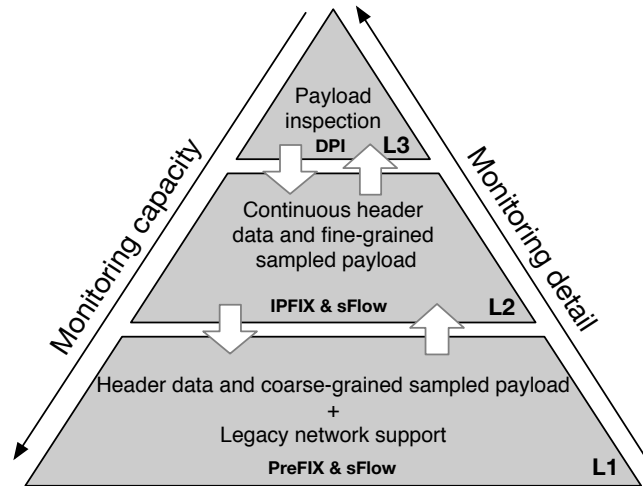 Payload
inspection
DPI
L3
Monitoring capacity
Monitoring detail
Continuous header
data and fine-grained
sampled payload
IPFIX & sFlow
L2
Header data and coarse-grained sampled payload
+
Legacy network support
PreFIX & sFlow
L1